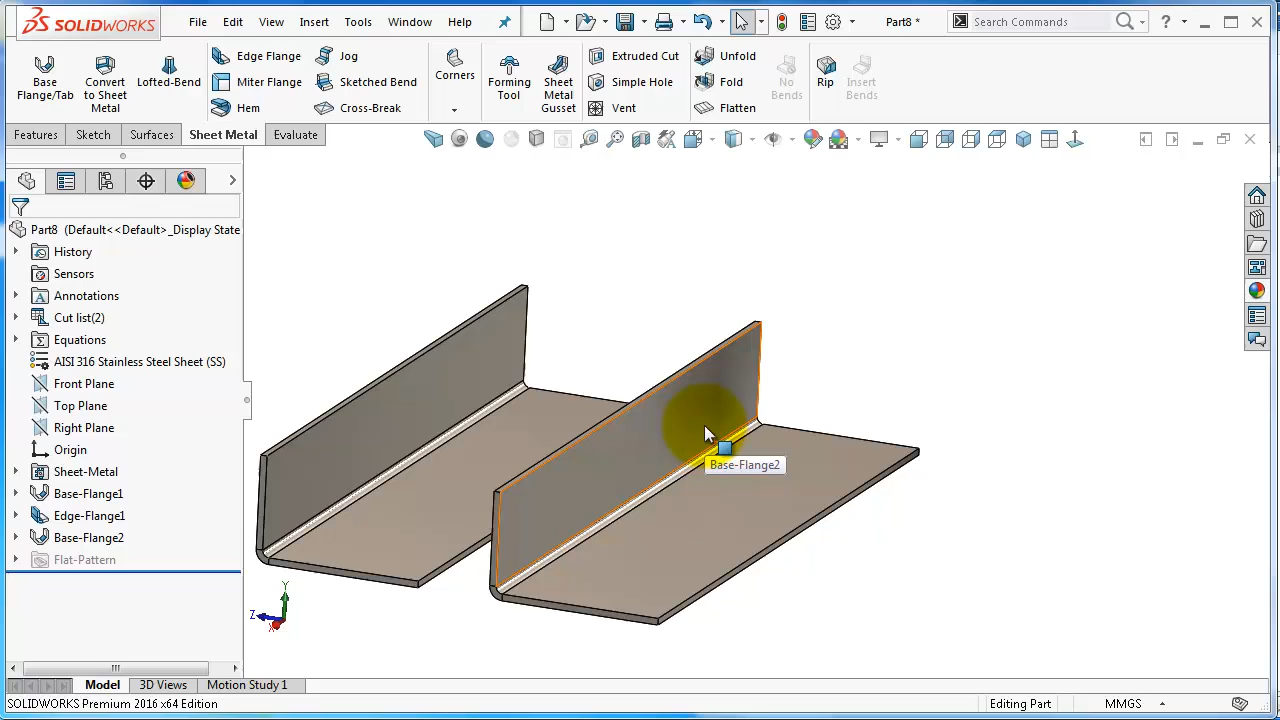 SOLIDWORKS File Edit View Insert Tools Window Help Part8 * Search Commands ?
Base Flange/Tab
Convert to Sheet Metal
Lofted-Bend
Edge Flange
Miter Flange
Hem
Jog
Sketched Bend
Cross-Break
Corners
Forming Tool
Sheet Metal Gusset
Extruded Cut
Simple Hole
Vent
Unfold
Fold
Flatten
No Bends
Rip
Insert Bends
Features Sketch Surfaces Sheet Metal Evaluate
Part8 (Default<<Default>_Display State
History
Sensors
Annotations
Cut list(2)
Equations
AISI 316 Stainless Steel Sheet (SS)
Front Plane
Top Plane
Right Plane
Origin
Sheet-Metal
Base-Flange1
Edge-Flange1
Base-Flange2
Flat-Pattern
Base-Flange2
Y
Z
X
Model 3D Views Motion Study 1
SOLIDWORKS Premium 2016 x64 Edition Editing Part MMGS